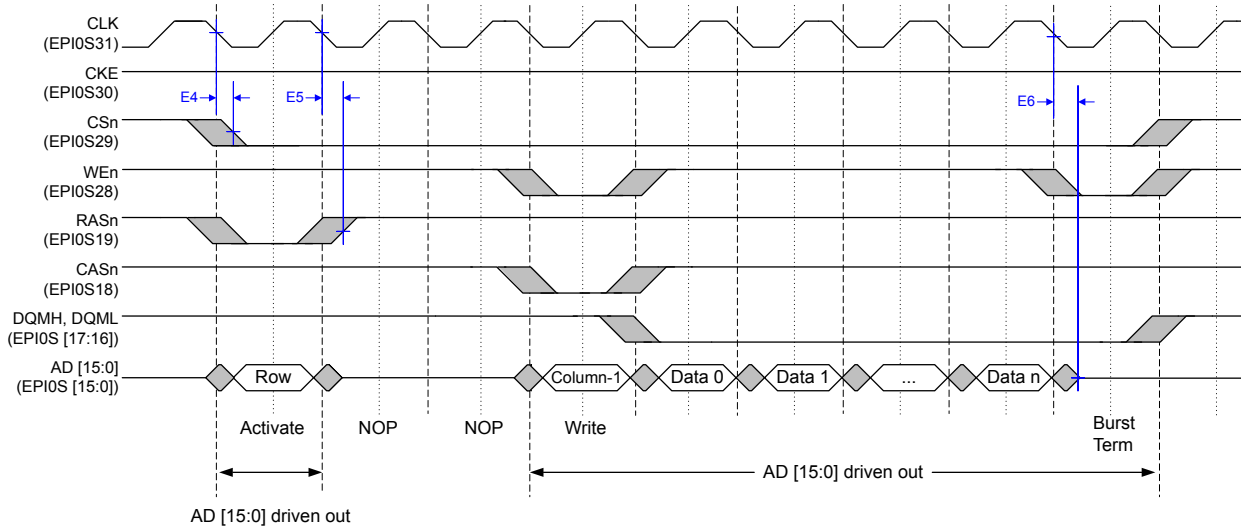 CLK
(EPI0S31)
CKE
(EPI0S30)
E4
E5
E6
CSn
(EPI0S29)
WEn
(EPI0S28)
RASn
(EPI0S19)
CASn
(EPI0S18)
DQMH, DQML
(EPI0S [17:16])
AD [15:0]
(EPI0S [15:0])
Row
Column-1
Data 0
Data 1
...
Data n
Activate
NOP
NOP
Write
Burst
Term
AD [15:0] driven out
AD [15:0] driven out